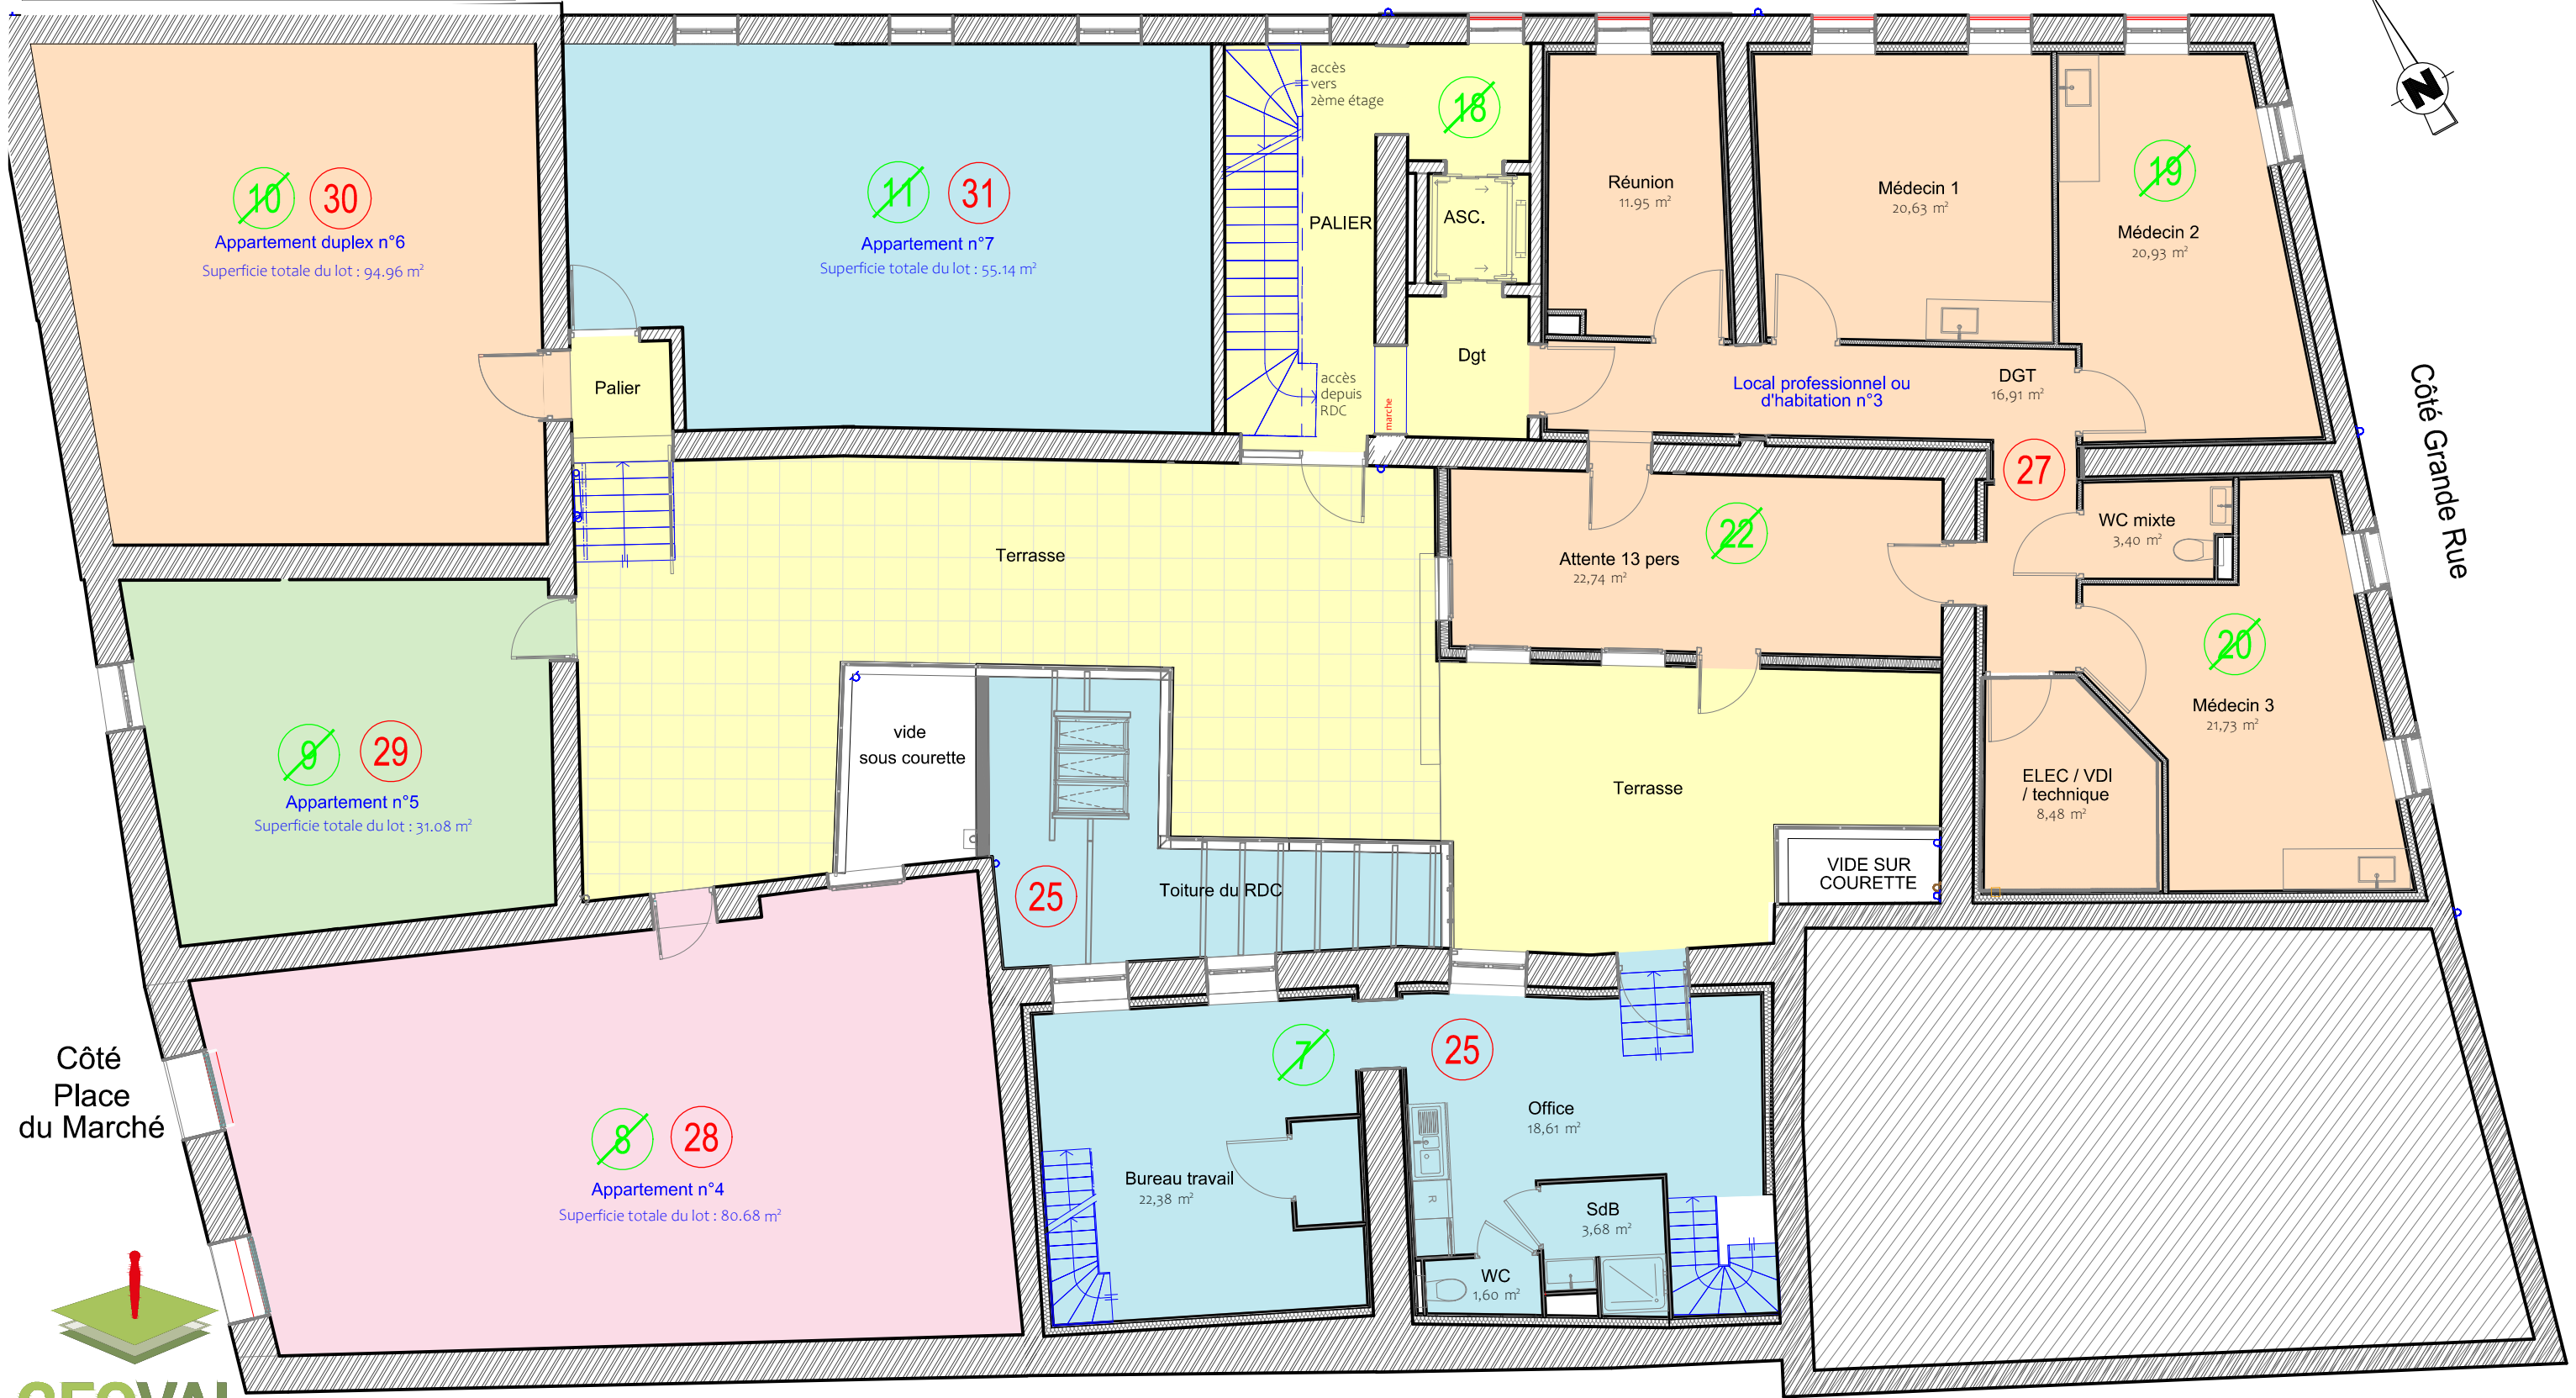 N
10
30
Appartement duplex n°6
Superficie totale du lot : 94.96 m²
11
31
Appartement n°7
Superficie totale du lot : 55.14 m²
accès
vers
2ème étage
18
PALIER
ASC.
Dgt
accès
depuis
RDC
marche
Réunion
11.95 m²
Médecin 1
20,63 m²
19
Médecin 2
20,93 m²
Local professionnel ou
d'habitation n°3
DGT
16,91 m²
27
Côté Grande Rue
Palier
Terrasse
22
Attente 13 pers
22,74 m²
WC mixte
3,40 m²
20
Médecin 3
21,73 m²
ELEC / VDI
/ technique
8,48 m²
9
29
Appartement n°5
Superficie totale du lot : 31.08 m²
vide
sous courette
Terrasse
VIDE SUR
COURETTE
25
Toiture du RDC
Côté
Place
du Marché
8
28
Appartement n°4
Superficie totale du lot : 80.68 m²
7
25
Office
18,61 m²
Bureau travail
22,38 m²
R
SdB
3,68 m²
WC
1,60 m²
GEOVAL